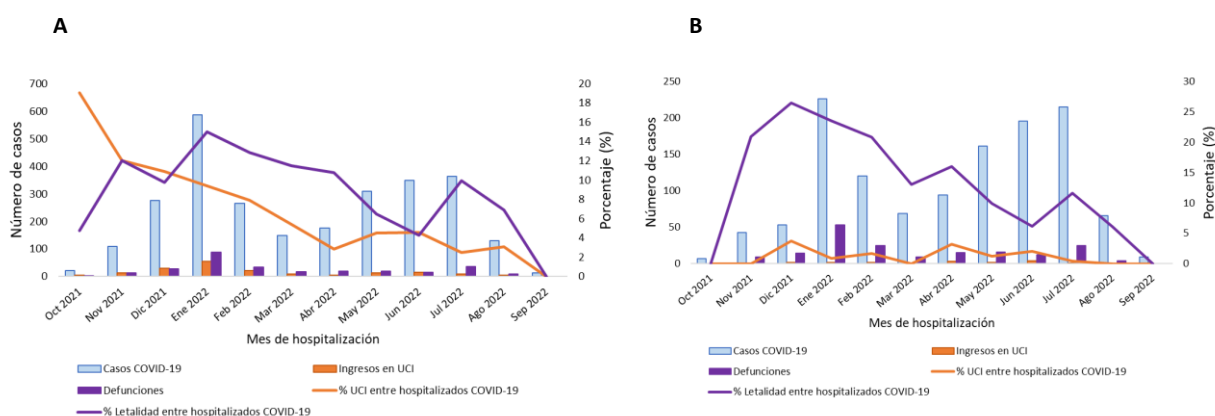 A
Número de casos
700
600
500
400
300
200
100
0
20
18
16
14
12
10
8
6
4
2
0
Porcentaje (%)
Oct 2021
Nov 2021
Dic 2021
Ene 2022
Feb 2022
Mar 2022
Abr 2022
May 2022
Jun 2022
Jul 2022
Ago 2022
Sep 2022
Mes de hospitalización
Casos COVID-19
Ingresos en UCI
Defunciones
% UCI entre hospitalizados COVID-19
% Letalidad entre hospitalizados COVID-19
B
Número de casos
250
200
150
100
50
0
30
25
20
15
10
5
0
Porcentaje (%)
Oct 2021
Nov 2021
Dic 2021
Ene 2022
Feb 2022
Mar 2022
Abr 2022
May 2022
Jun 2022
Jul 2022
Ago 2022
Sep 2022
Mes de hospitalización
Casos COVID-19
Ingresos en UCI
Defunciones
% UCI entre hospitalizados COVID-19
% Letalidad entre hospitalizados COVID-19